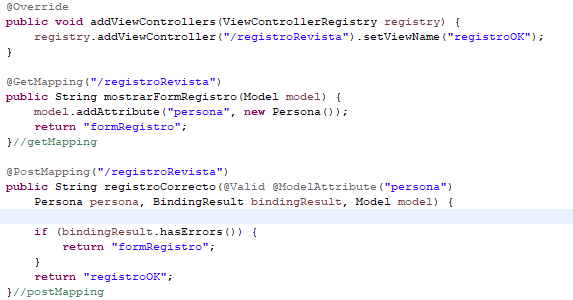 @Override
public void addViewControllers(ViewControllerRegistry registry) {
    registry.addViewController("/registroRevista").setViewName("registroOK");
}

@GetMapping("/registroRevista")
public String mostrarFormRegistro(Model model) {
    model.addAttribute("persona", new Persona());
    return "formRegistro";
}//getMapping

@PostMapping("/registroRevista")
public String registroCorrecto(@Valid @ModelAttribute("persona")
    Persona persona, BindingResult bindingResult, Model model) {

    if (bindingResult.hasErrors()) {
        return "formRegistro";
    }
    return "registroOK";
}//postMapping